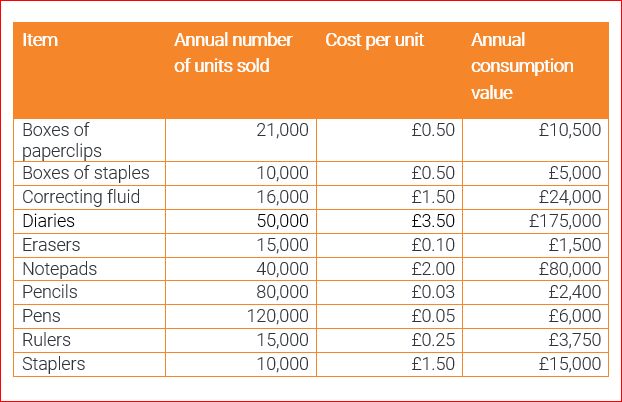 Item Annual number of units sold Cost per unit Annual consumption value
Boxes of paperclips 21,000 £0.50 £10,500
Boxes of staples 10,000 £0.50 £5,000
Correcting fluid 16,000 £1.50 £24,000
Diaries 50,000 £3.50 £175,000
Erasers 15,000 £0.10 £1,500
Notepads 40,000 £2.00 £80,000
Pencils 80,000 £0.03 £2,400
Pens 120,000 £0.05 £6,000
Rulers 15,000 £0.25 £3,750
Staplers 10,000 £1.50 £15,000